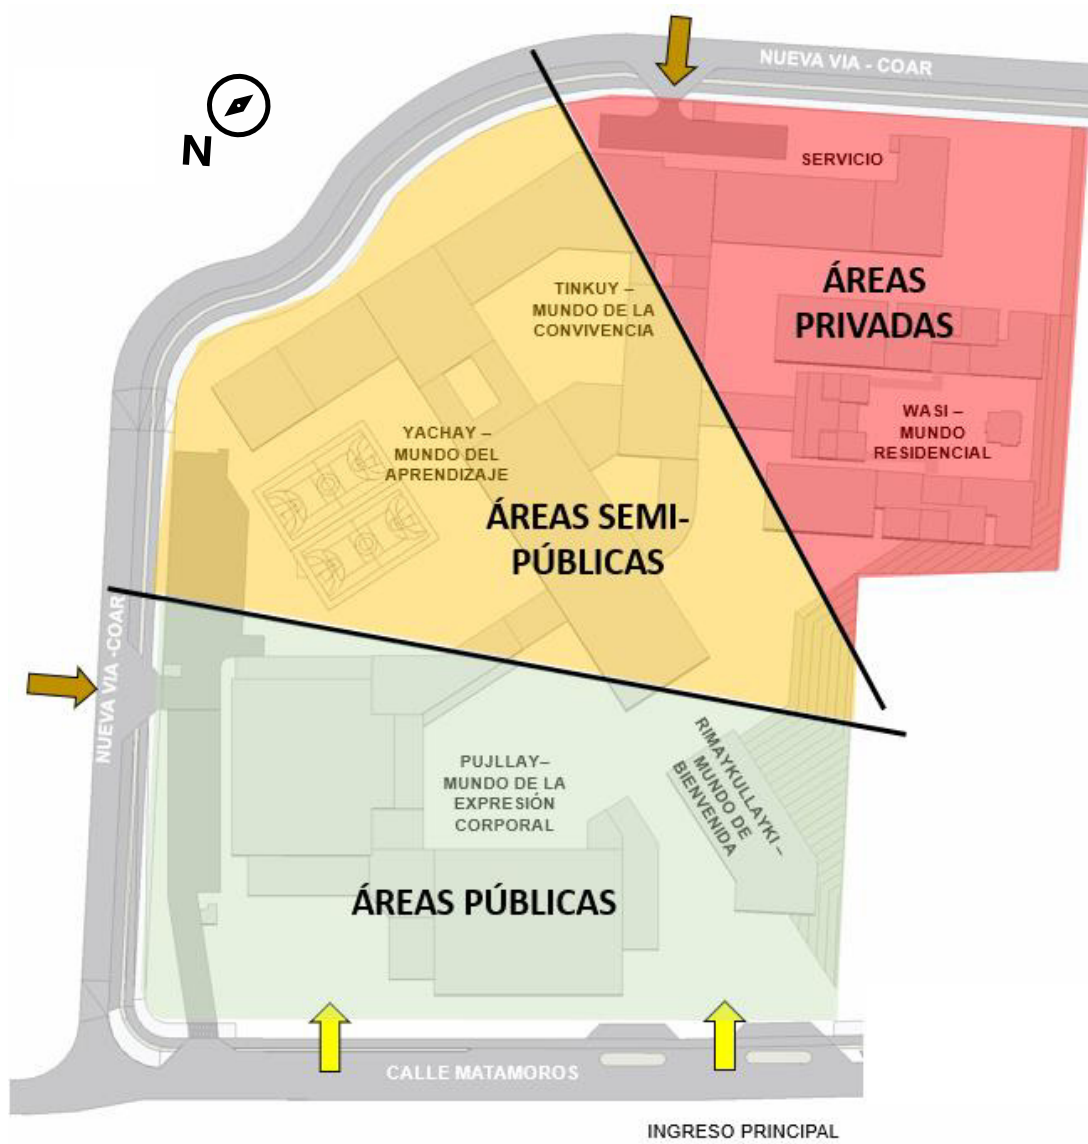 NUEVA VIA - COAR
N
SERVICIO
ÁREAS
PRIVADAS
TINKUY –
MUNDO DE LA
CONVIVENCIA
WASI –
MUNDO
RESIDENCIAL
YACHAY –
MUNDO DEL
APRENDIZAJE
ÁREAS SEMI-
PÚBLICAS
NUEVA VIA -COAR
RIMAYKULLAYKI –
MUNDO DE
BIENVENIDA
PUJLLAY–
MUNDO DE LA
EXPRESIÓN
CORPORAL
ÁREAS PÚBLICAS
CALLE MATAMOROS
INGRESO PRINCIPAL